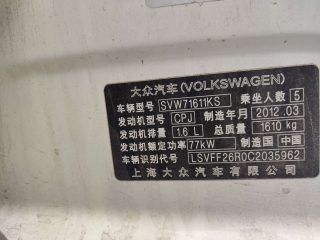 大众汽车(VOLKSWAGEN)
车辆型号 SVW71611KS 乘坐人数 5
发动机型号 CPJ 制造年月 2012.03
发动机排量 1.6 L 总质量 1610 kg
发动机额定功率 77kW 制造国 中国
车辆识别代号 LSVFF26R0C2035962
上海大众汽车有限公司